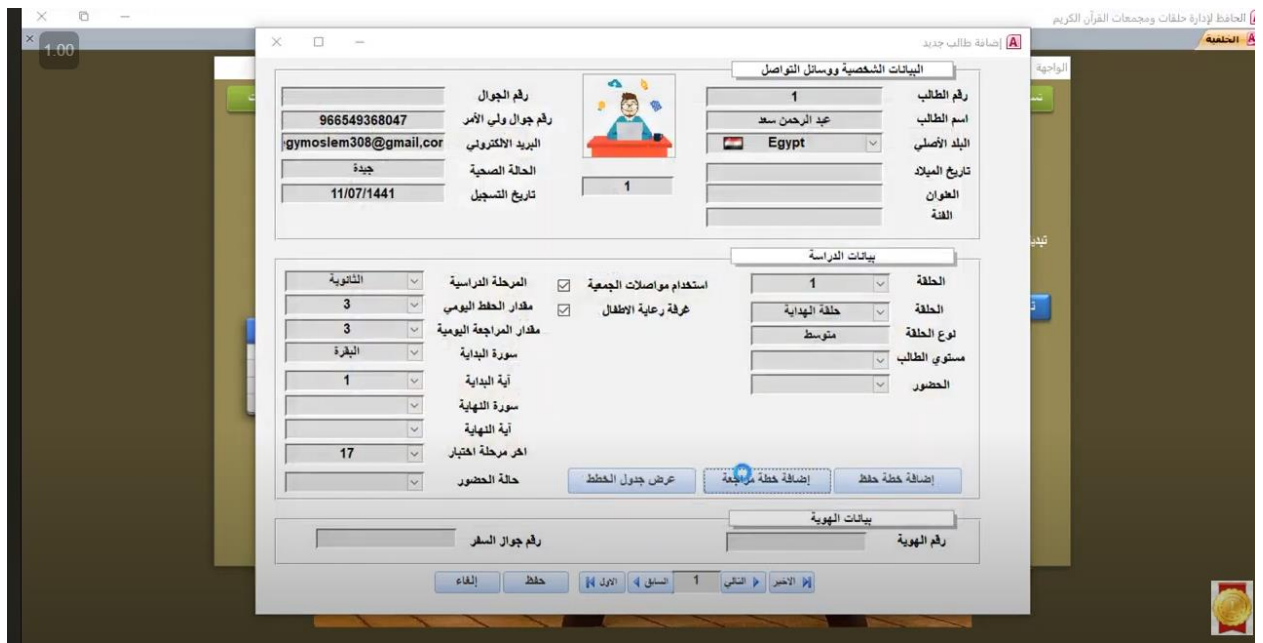 الحافظ لإدارة حلقات ومجمعات القرآن الكريم
الخلفية
1.00
إضافة طالب جديد
الواجهة
البيانات الشخصية ووسائل التواصل
رقم الطالب 1
رقم الجوال
اسم الطالب عبد الرحمن سعد
رقم جوال ولي الأمر 966549368047
البلد الأصلي Egypt
البريد الالكتروني gymoslem308@gmail,cor
تاريخ الميلاد
الحالة الصحية جيدة
العنوان
1
تاريخ التسجيل 11/07/1441
الفئة
بيانات الدراسة
الحلقة 1
استخدام مواصلات الجمعية
المرحلة الدراسية الثانوية
الحلقة حلقة الهداية
غرفة رعاية الاطفال
مقدار الحفظ اليومي 3
نوع الحلقة متوسط
مقدار المراجعة اليومية 3
مستوي الطالب
سورة البداية البقرة
الحضور
آية البداية 1
سورة النهاية
آية النهاية
اخر مرحلة اختبار 17
حالة الحضور
إضافة خطة حفظ
إضافة خطة مراجعة
عرض جدول الخطط
بيانات الهوية
رقم الهوية
رقم جواز السفر
الاخير
التالي
1
السابق
الاول
حفظ
إلغاء